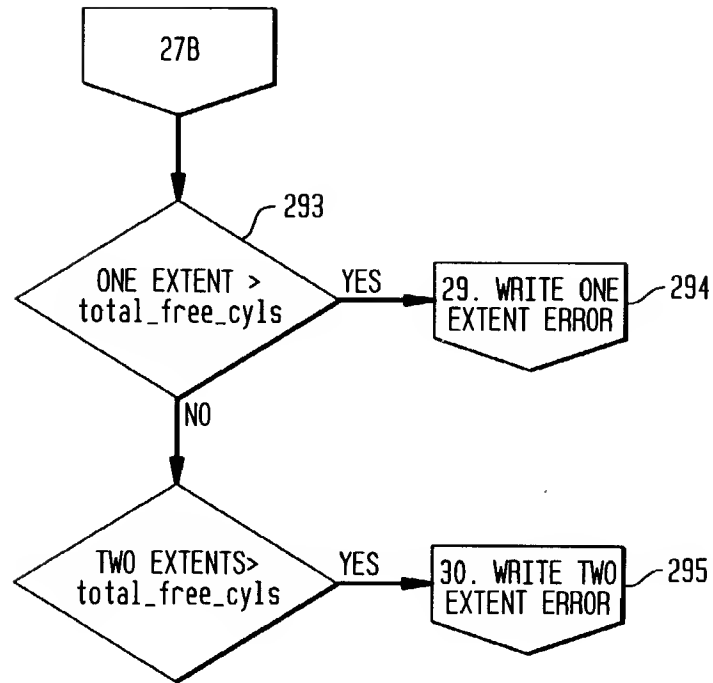 27B
293
ONE EXTENT >
total_free_cyls
YES
29. WRITE ONE
EXTENT ERROR
294
NO
TWO EXTENTS>
total_free_cyls
YES
30. WRITE TWO
EXTENT ERROR
295